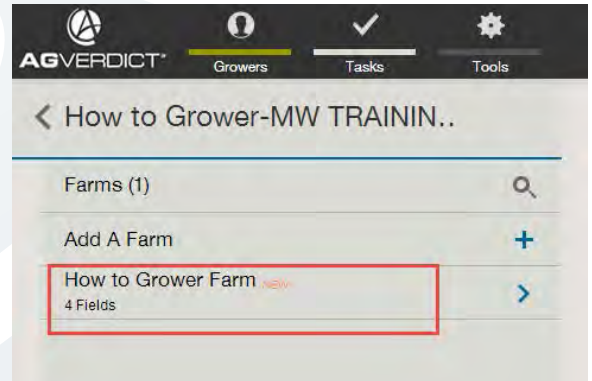 AGVERDICT
Growers
Tasks
Tools
How to Grower-MW TRAININ..
Farms (1)
Add A Farm
How to Grower Farm NEW
4 Fields